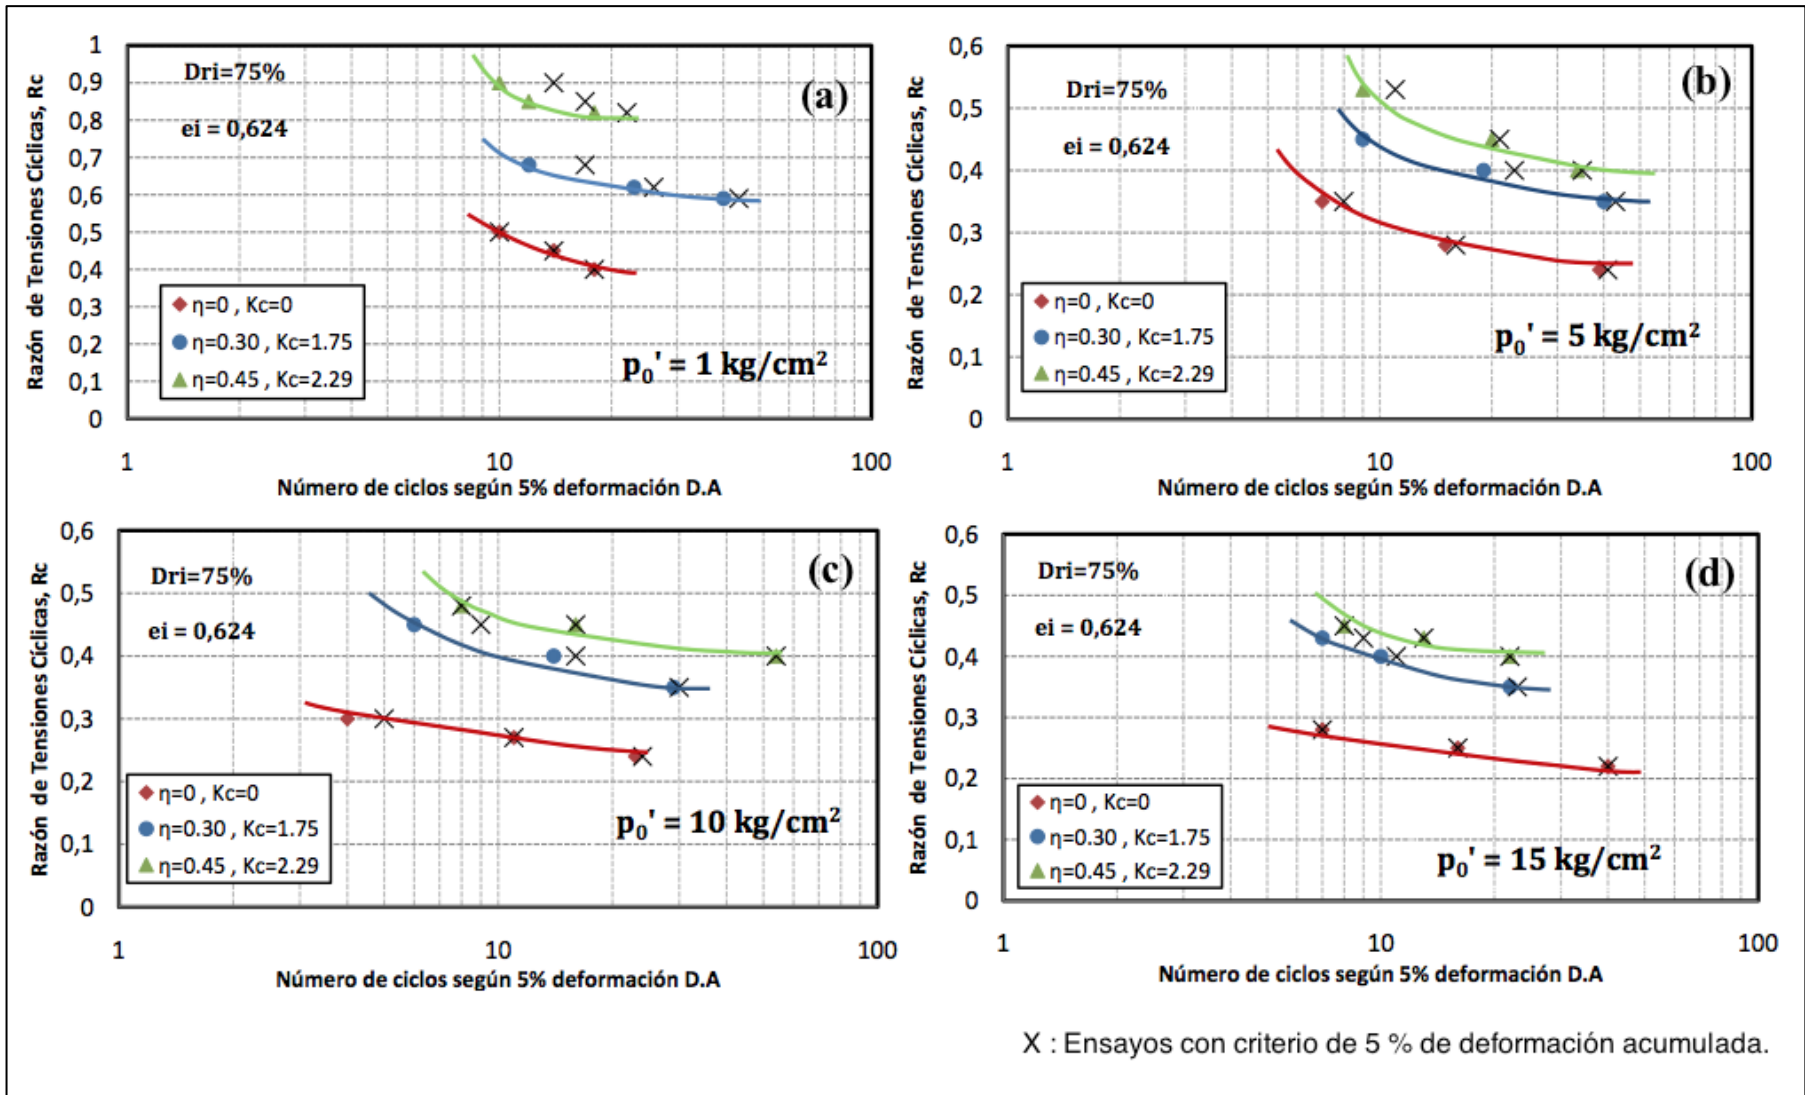 Razón de Tensiones Cíclicas, Rc
1
0,9
0,8
0,7
0,6
0,5
0,4
0,3
0,2
0,1
0
Dri=75%
ei = 0,624
(a)
η=0 , Kc=0
η=0.30 , Kc=1.75
η=0.45 , Kc=2.29
p₀' = 1 kg/cm²
1
10
100
Número de ciclos según 5% deformación D.A
Razón de Tensiones Cíclicas, Rc
0,6
0,5
0,4
0,3
0,2
0,1
0
Dri=75%
ei = 0,624
(b)
η=0 , Kc=0
η=0.30 , Kc=1.75
η=0.45 , Kc=2.29
p₀' = 5 kg/cm²
1
10
100
Número de ciclos según 5% deformación D.A
Razón de Tensiones Cíclicas, Rc
0,6
0,5
0,4
0,3
0,2
0,1
0
Dri=75%
ei = 0,624
(c)
η=0 , Kc=0
η=0.30 , Kc=1.75
η=0.45 , Kc=2.29
p₀' = 10 kg/cm²
1
10
100
Número de ciclos según 5% deformación D.A
Razón de Tensiones Cíclicas, Rc
0,6
0,5
0,4
0,3
0,2
0,1
0
Dri=75%
ei = 0,624
(d)
η=0 , Kc=0
η=0.30 , Kc=1.75
η=0.45 , Kc=2.29
p₀' = 15 kg/cm²
1
10
100
Número de ciclos según 5% deformación D.A
X : Ensayos con criterio de 5 % de deformación acumulada.